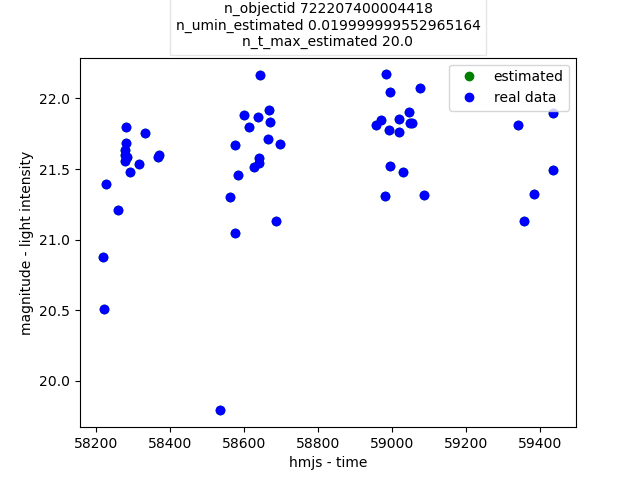 n_objectid 722207400004418
n_umin_estimated 0.019999999552965164
n_t_max_estimated 20.0
estimated
real data
22.0
21.5
21.0
20.5
20.0
magnitude - light intensity
58200 58400 58600 58800 59000 59200 59400
hmjs - time